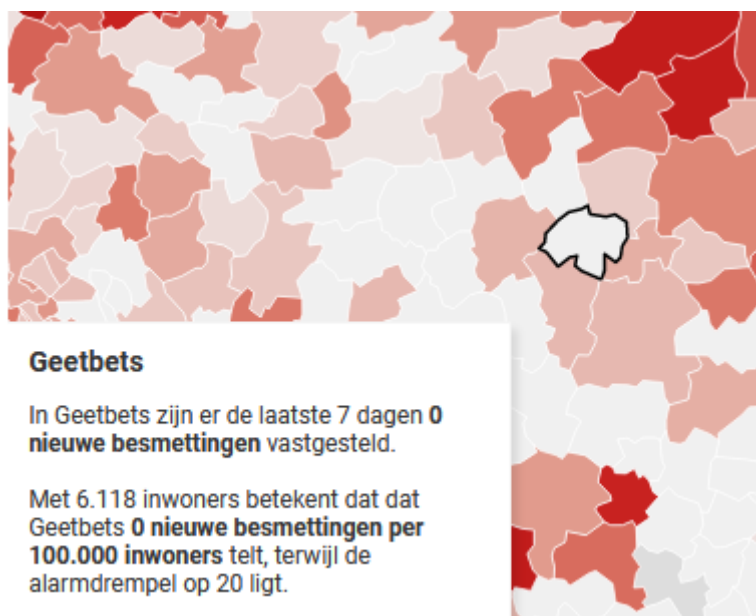 Geetbets
In Geetbets zijn er de laatste 7 dagen 0
nieuwe besmettingen vastgesteld.
Met 6.118 inwoners betekent dat dat
Geetbets 0 nieuwe besmettingen per
100.000 inwoners telt, terwijl de
alarmdrempel op 20 ligt.